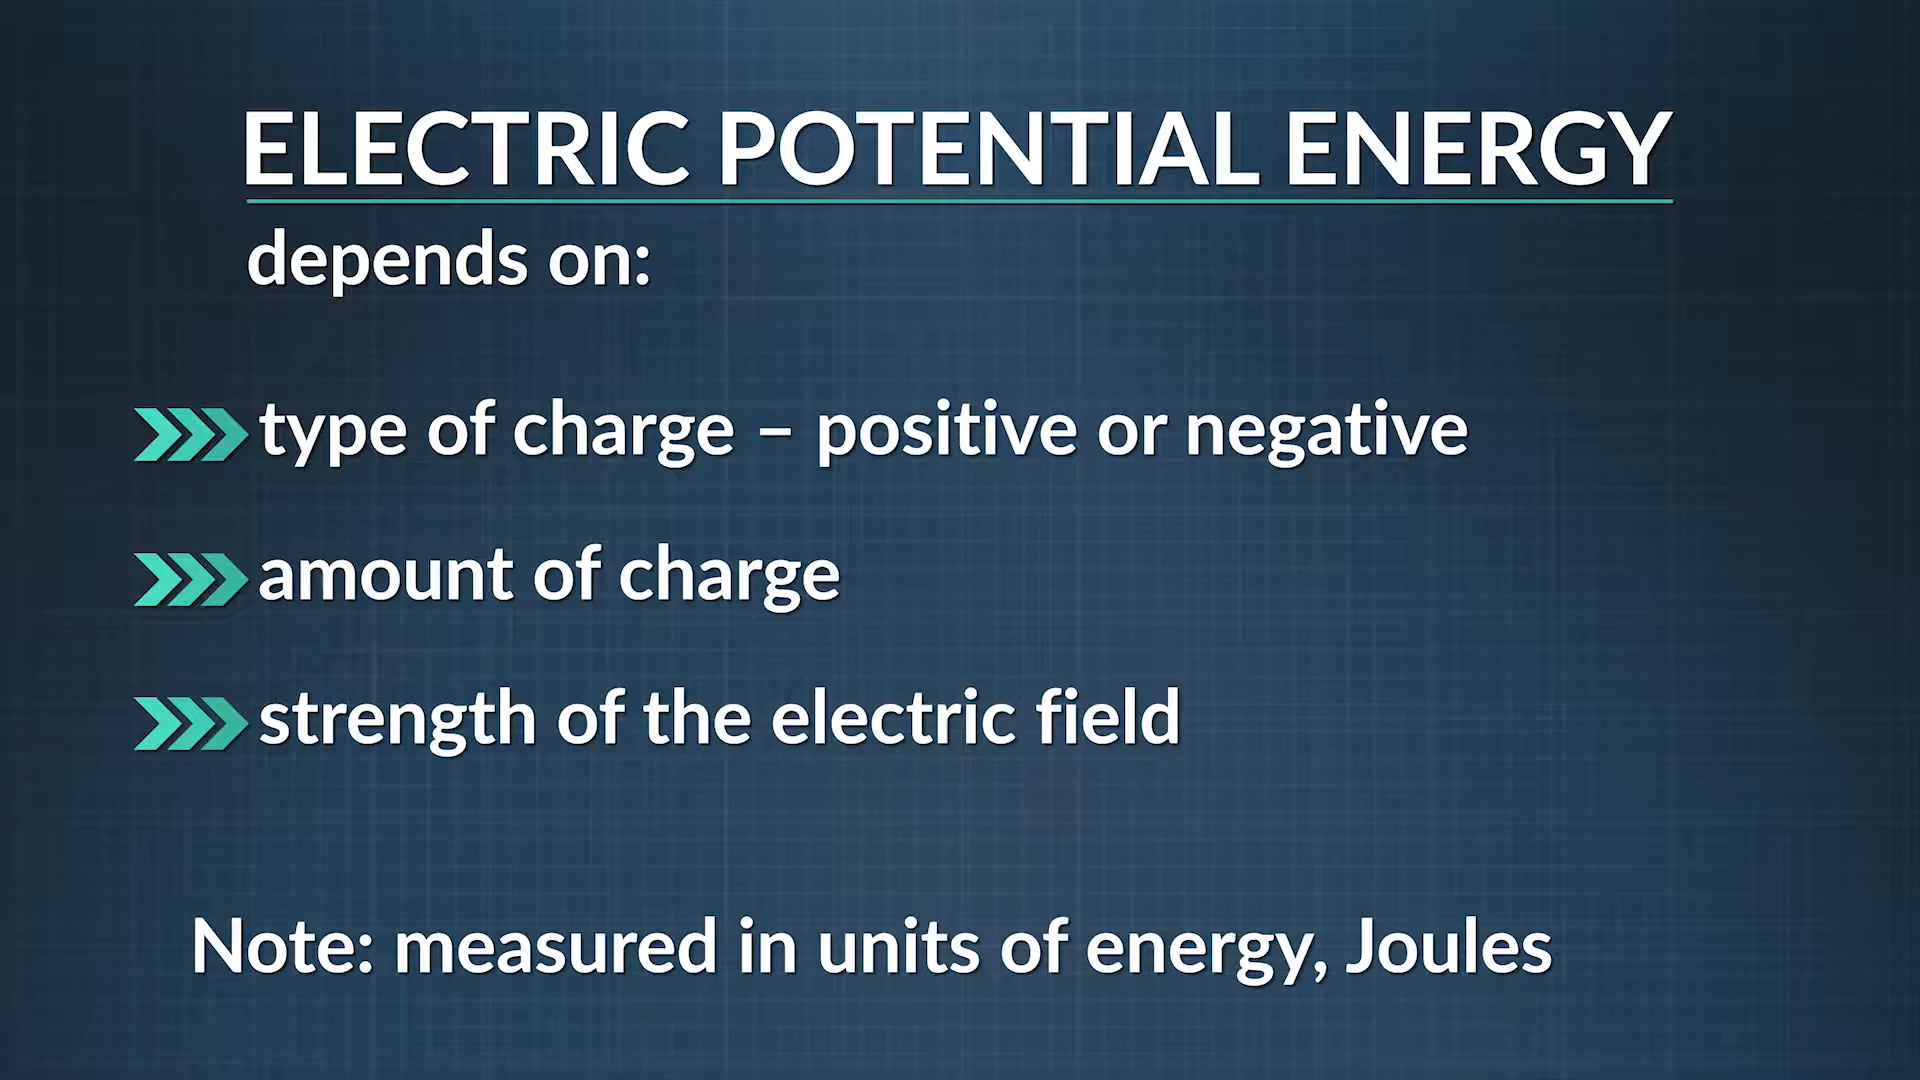 ELECTRIC POTENTIAL ENERGY
depends on:
type of charge – positive or negative
amount of charge
strength of the electric field
Note: measured in units of energy, Joules